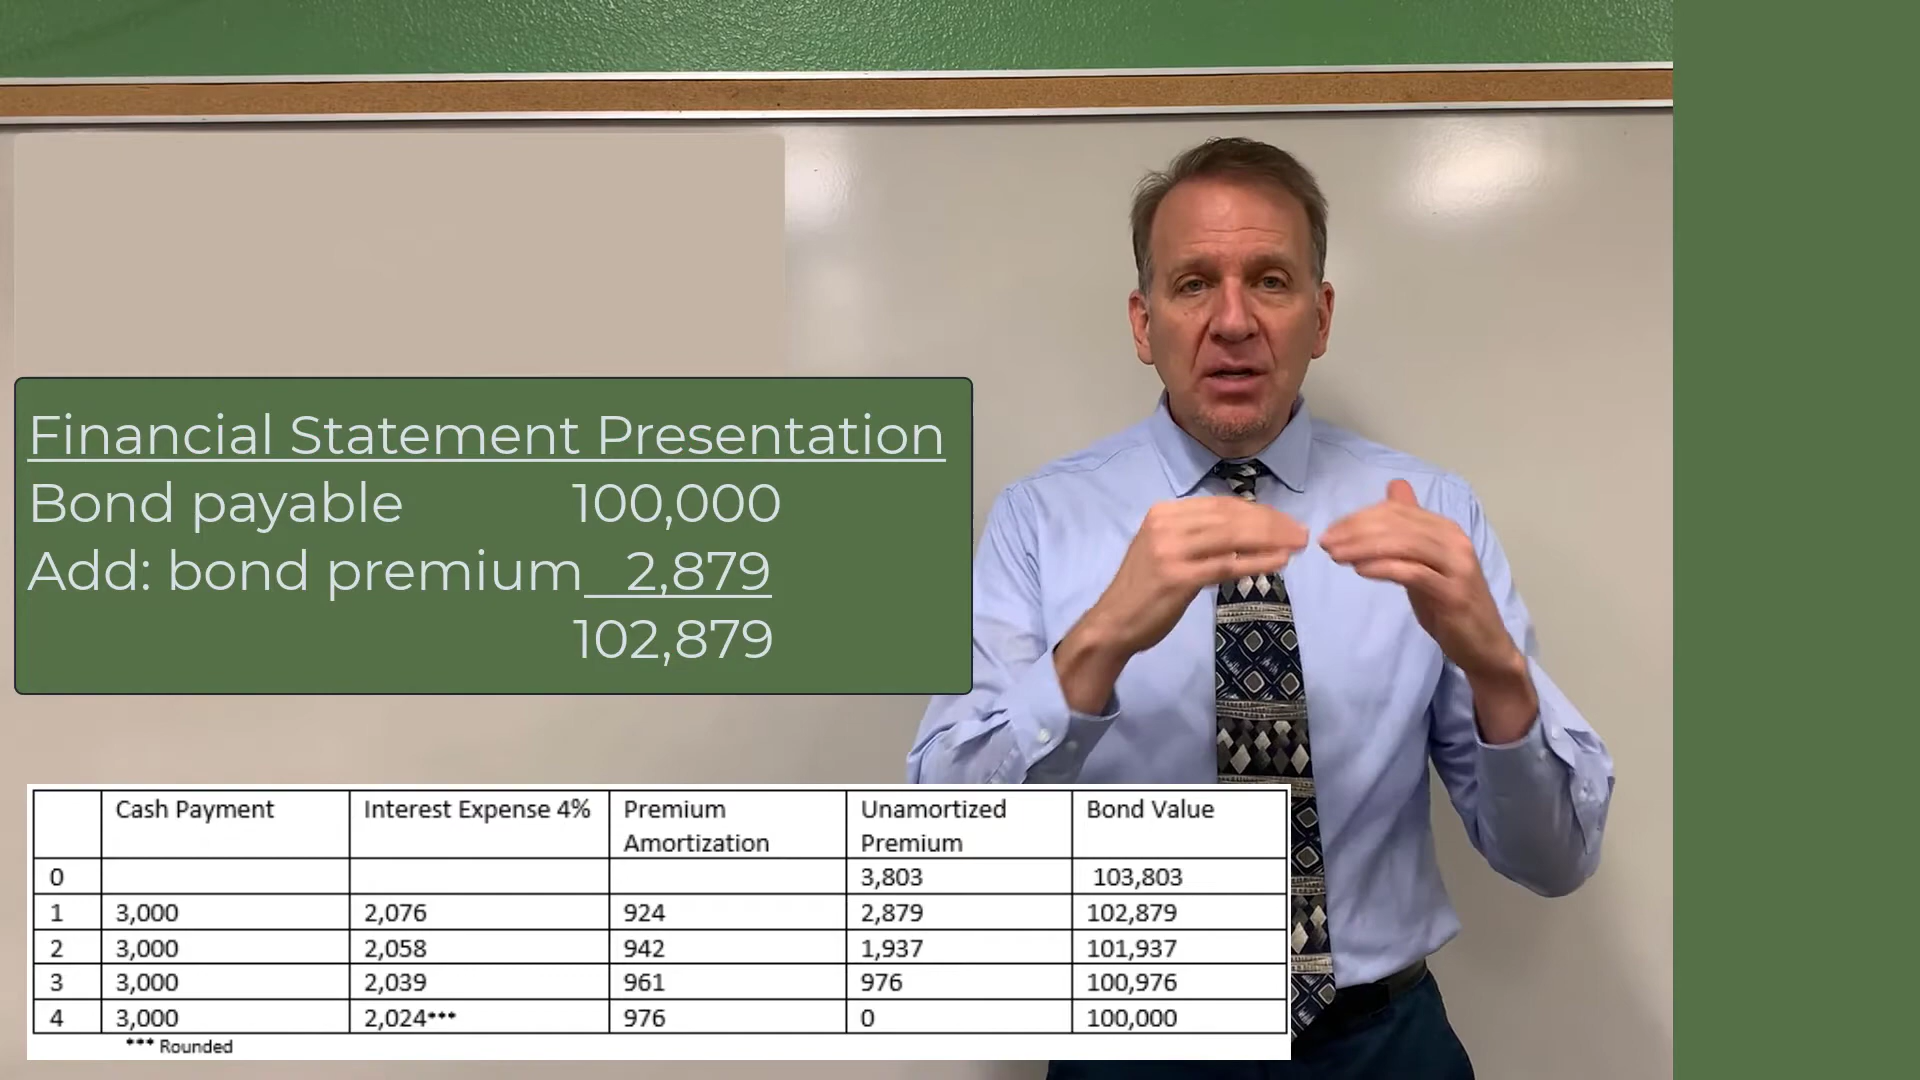 Financial Statement Presentation
Bond payable 100,000
Add: bond premium 2,879
102,879
Cash Payment Interest Expense 4% Premium Amortization Unamortized Premium Bond Value
0 3,803 103,803
1 3,000 2,076 924 2,879 102,879
2 3,000 2,058 942 1,937 101,937
3 3,000 2,039 961 976 100,976
4 3,000 2,024*** 976 0 100,000
*** Rounded